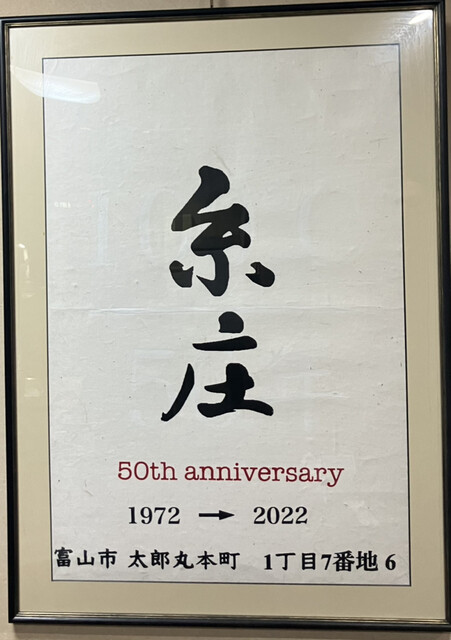 糸
庄
50th anniversary
1972 → 2022
富山市 太郎丸本町 1丁目7番地6